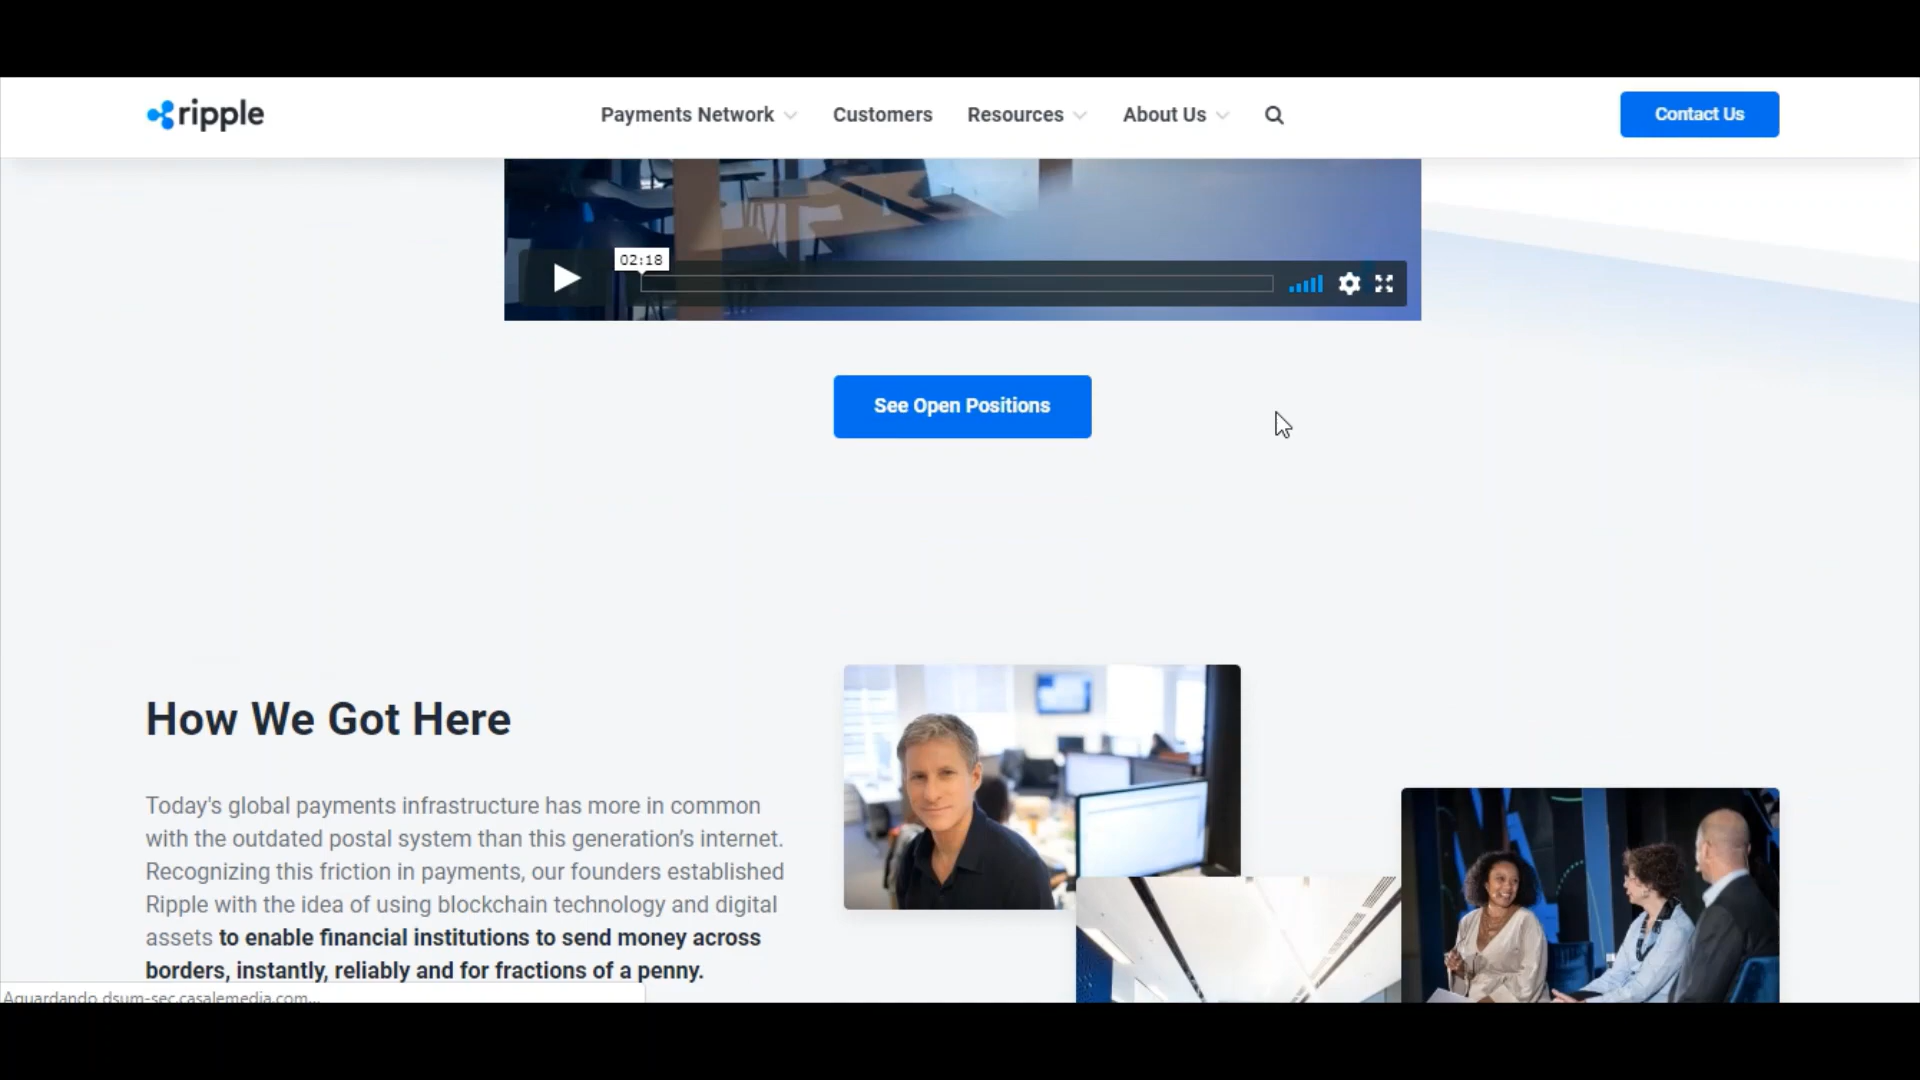 ripple
Payments Network
Customers
Resources
About Us
Contact Us
02:18
See Open Positions
How We Got Here
Today's global payments infrastructure has more in common
with the outdated postal system than this generation’s internet.
Recognizing this friction in payments, our founders established
Ripple with the idea of using blockchain technology and digital
assets to enable financial institutions to send money across
borders, instantly, reliably and for fractions of a penny.
Aguardando dsum-sec.casalemedia.com...